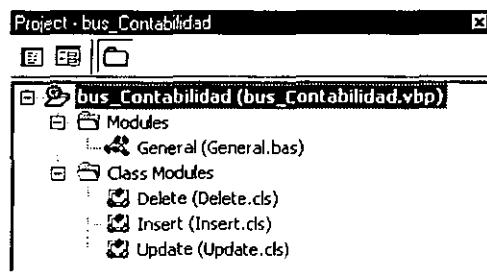 Project - bus_Contabilidad
bus_Contabilidad (bus_Contabilidad.vbp)
Modules
General (General.bas)
Class Modules
Delete (Delete.cls)
Insert (Insert.cls)
Update (Update.cls)